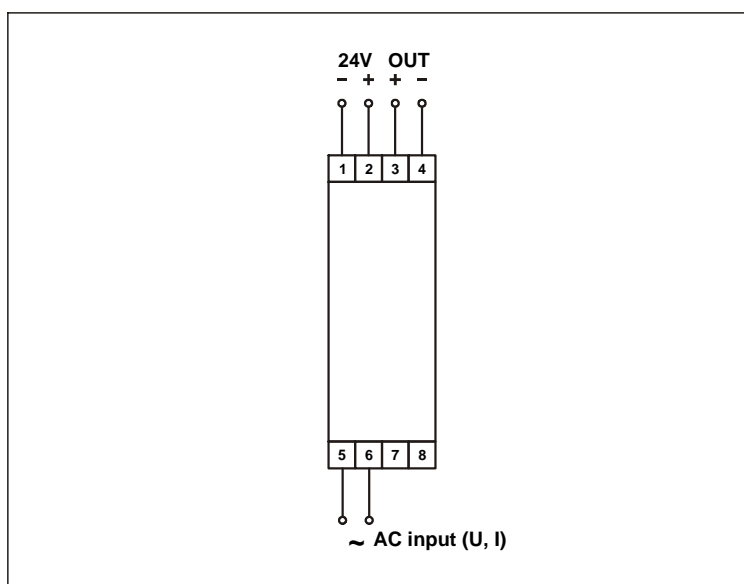 24V OUT
– + + –
1 2 3 4
5 6 7 8
~ AC input (U, I)